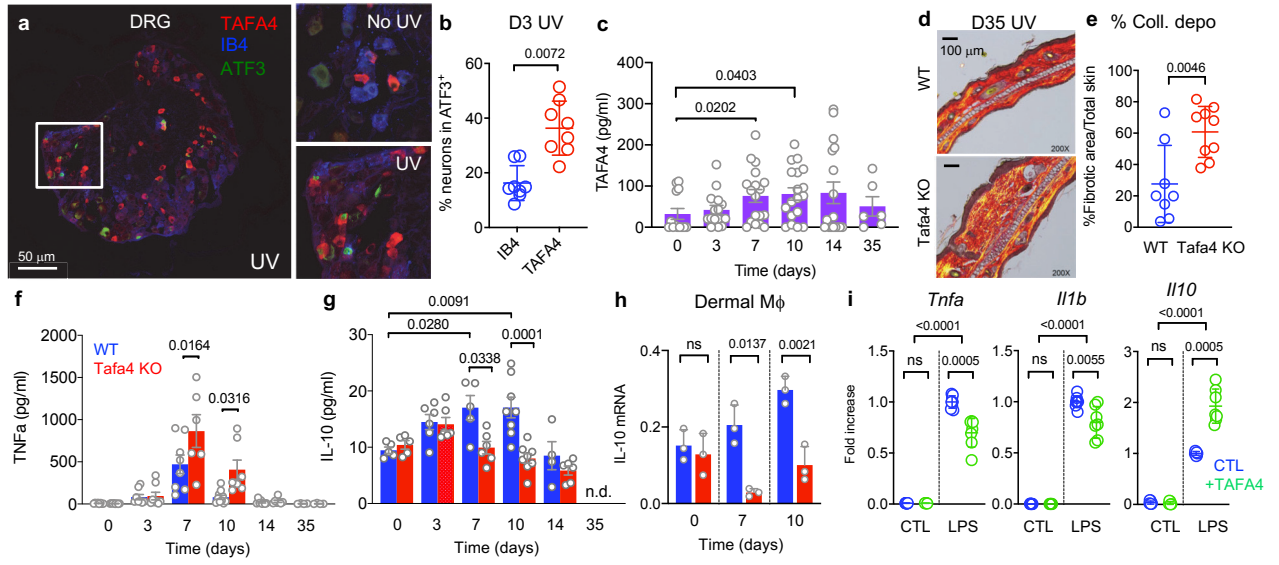 a
DRG
TAFA4
IB4
ATF3
50 μm
UV
No UV
UV
b
D3 UV
0.0072
% neurons in ATF3+
60
40
20
0
IB4
TAFA4
c
TAFA4 (pg/ml)
400
300
200
100
0
0.0403
0.0202
0 3 7 10 14 35
Time (days)
d
D35 UV
100 μm
WT
200X
Tafa4 KO
200X
e
% Coll. depo
0.0046
%Fibrotic area/Total skin
100
80
60
40
20
0
WT Tafa4 KO
f
TNFa (pg/ml)
2000
1500
1000
500
0
WT
Tafa4 KO
0.0164
0.0316
0 3 7 10 14 35
Time (days)
g
IL-10 (pg/ml)
30
20
10
0
0.0091
0.0280
0.0001
0.0338
n.d.
0 3 7 10 14 35
Time (days)
h
Dermal Mϕ
IL-10 mRNA
0.4
0.2
0.0
ns
0.0137
0.0021
0 7 10
Time (days)
i
Tnfa
<0.0001
ns
0.0005
Fold increase
1.5
1.0
0.5
0.0
CTL LPS
Il1b
<0.0001
ns
0.0055
1.5
1.0
0.5
0.0
CTL LPS
Il10
<0.0001
ns
0.0005
3
2
1
0
CTL
+TAFA4
CTL LPS